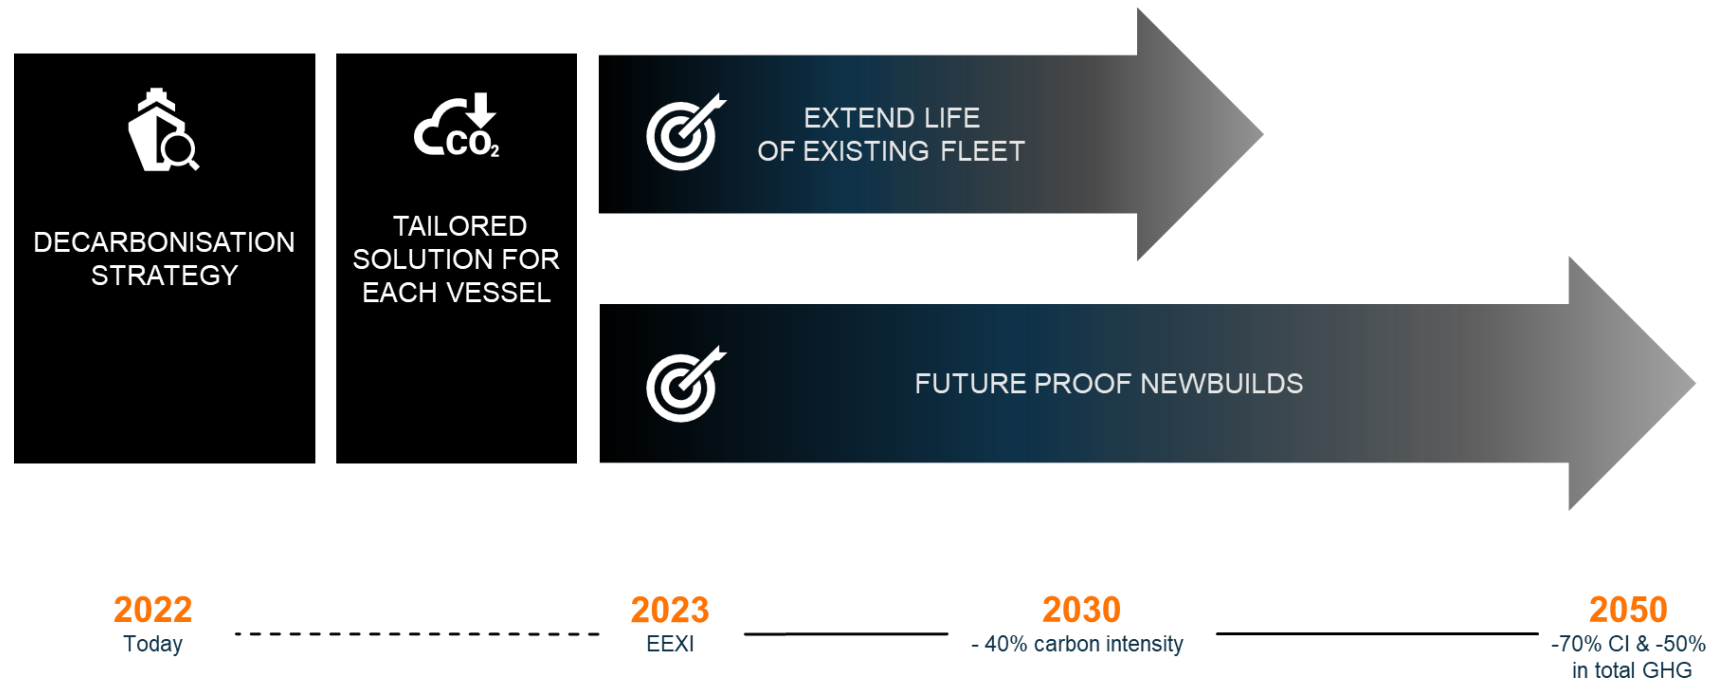 DECARBONISATION
STRATEGY
CO₂
TAILORED
SOLUTION FOR
EACH VESSEL
EXTEND LIFE
OF EXISTING FLEET
FUTURE PROOF NEWBUILDS
2022
Today
2023
EEXI
2030
- 40% carbon intensity
2050
-70% CI & -50%
in total GHG